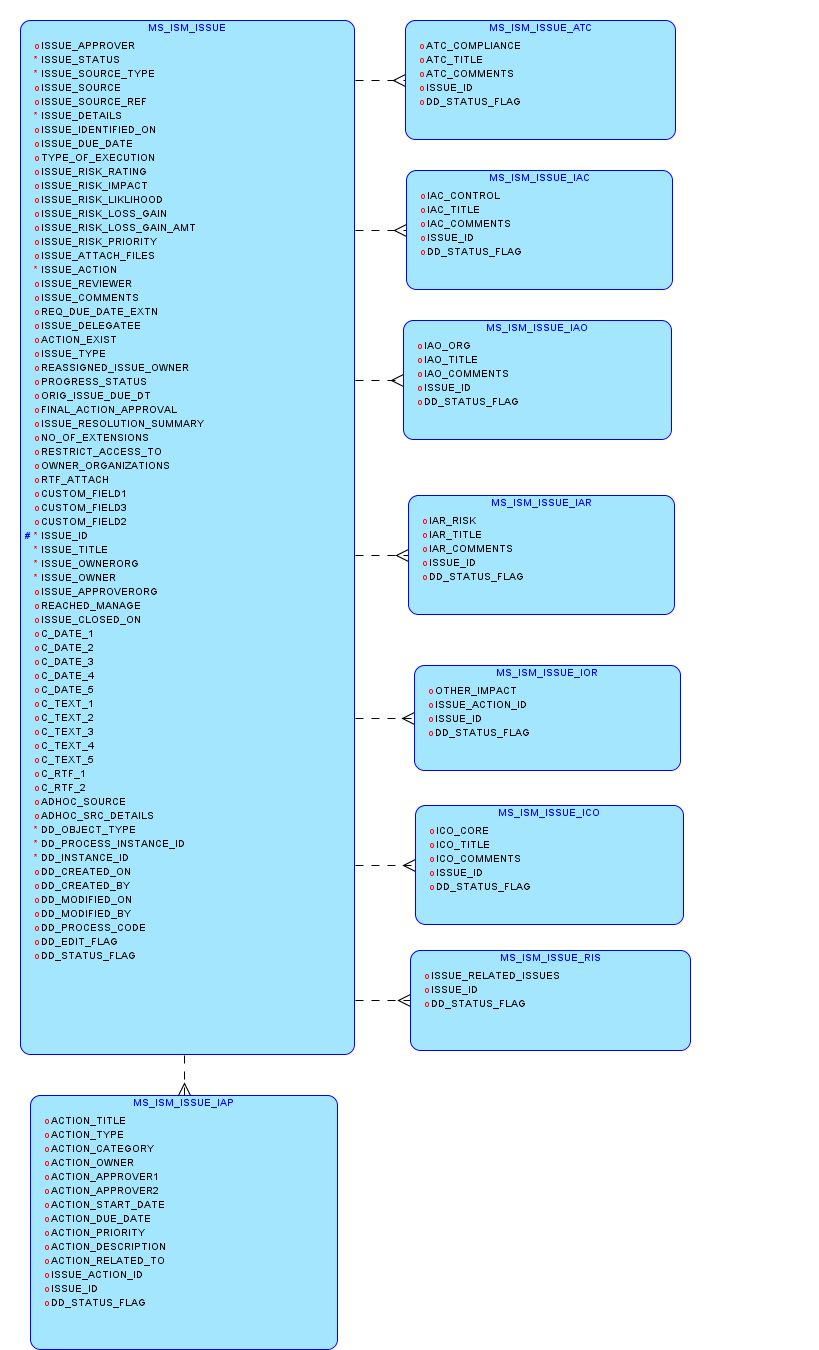 MS_ISM_ISSUE
o ISSUE_APPROVER
* ISSUE_STATUS
* ISSUE_SOURCE_TYPE
o ISSUE_SOURCE
o ISSUE_SOURCE_REF
* ISSUE_DETAILS
o ISSUE_IDENTIFIED_ON
o ISSUE_DUE_DATE
o TYPE_OF_EXECUTION
o ISSUE_RISK_RATING
o ISSUE_RISK_IMPACT
o ISSUE_RISK_LIKLIHOOD
o ISSUE_RISK_LOSS_GAIN
o ISSUE_RISK_LOSS_GAIN_AMT
o ISSUE_RISK_PRIORITY
o ISSUE_ATTACH_FILES
* ISSUE_ACTION
o ISSUE_REVIEWER
o ISSUE_COMMENTS
o REQ_DUE_DATE_EXTN
o ISSUE_DELEGATEE
o ACTION_EXIST
o ISSUE_TYPE
o REASSIGNED_ISSUE_OWNER
o PROGRESS_STATUS
o ORIG_ISSUE_DUE_DT
o FINAL_ACTION_APPROVAL
o ISSUE_RESOLUTION_SUMMARY
o NO_OF_EXTENSIONS
o RESTRICT_ACCESS_TO
o OWNER_ORGANIZATIONS
o RTF_ATTACH
o CUSTOM_FIELD1
o CUSTOM_FIELD3
o CUSTOM_FIELD2
# * ISSUE_ID
* ISSUE_TITLE
* ISSUE_OWNERORG
* ISSUE_OWNER
o ISSUE_APPROVERORG
o REACHED_MANAGE
o ISSUE_CLOSED_ON
o C_DATE_1
o C_DATE_2
o C_DATE_3
o C_DATE_4
o C_DATE_5
o C_TEXT_1
o C_TEXT_2
o C_TEXT_3
o C_TEXT_4
o C_TEXT_5
o C_RTF_1
o C_RTF_2
o ADHOC_SOURCE
o ADHOC_SRC_DETAILS
* DD_OBJECT_TYPE
* DD_PROCESS_INSTANCE_ID
* DD_INSTANCE_ID
o DD_CREATED_ON
o DD_CREATED_BY
o DD_MODIFIED_ON
o DD_MODIFIED_BY
o DD_PROCESS_CODE
o DD_EDIT_FLAG
o DD_STATUS_FLAG
MS_ISM_ISSUE_ATC
o ATC_COMPLIANCE
o ATC_TITLE
o ATC_COMMENTS
o ISSUE_ID
o DD_STATUS_FLAG
MS_ISM_ISSUE_IAC
o IAC_CONTROL
o IAC_TITLE
o IAC_COMMENTS
o ISSUE_ID
o DD_STATUS_FLAG
MS_ISM_ISSUE_IAO
o IAO_ORG
o IAO_TITLE
o IAO_COMMENTS
o ISSUE_ID
o DD_STATUS_FLAG
MS_ISM_ISSUE_IAR
o IAR_RISK
o IAR_TITLE
o IAR_COMMENTS
o ISSUE_ID
o DD_STATUS_FLAG
MS_ISM_ISSUE_IOR
o OTHER_IMPACT
o ISSUE_ACTION_ID
o ISSUE_ID
o DD_STATUS_FLAG
MS_ISM_ISSUE_ICO
o ICO_CORE
o ICO_TITLE
o ICO_COMMENTS
o ISSUE_ID
o DD_STATUS_FLAG
MS_ISM_ISSUE_RIS
o ISSUE_RELATED_ISSUES
o ISSUE_ID
o DD_STATUS_FLAG
MS_ISM_ISSUE_IAP
o ACTION_TITLE
o ACTION_TYPE
o ACTION_CATEGORY
o ACTION_OWNER
o ACTION_APPROVER1
o ACTION_APPROVER2
o ACTION_START_DATE
o ACTION_DUE_DATE
o ACTION_PRIORITY
o ACTION_DESCRIPTION
o ACTION_RELATED_TO
o ISSUE_ACTION_ID
o ISSUE_ID
o DD_STATUS_FLAG